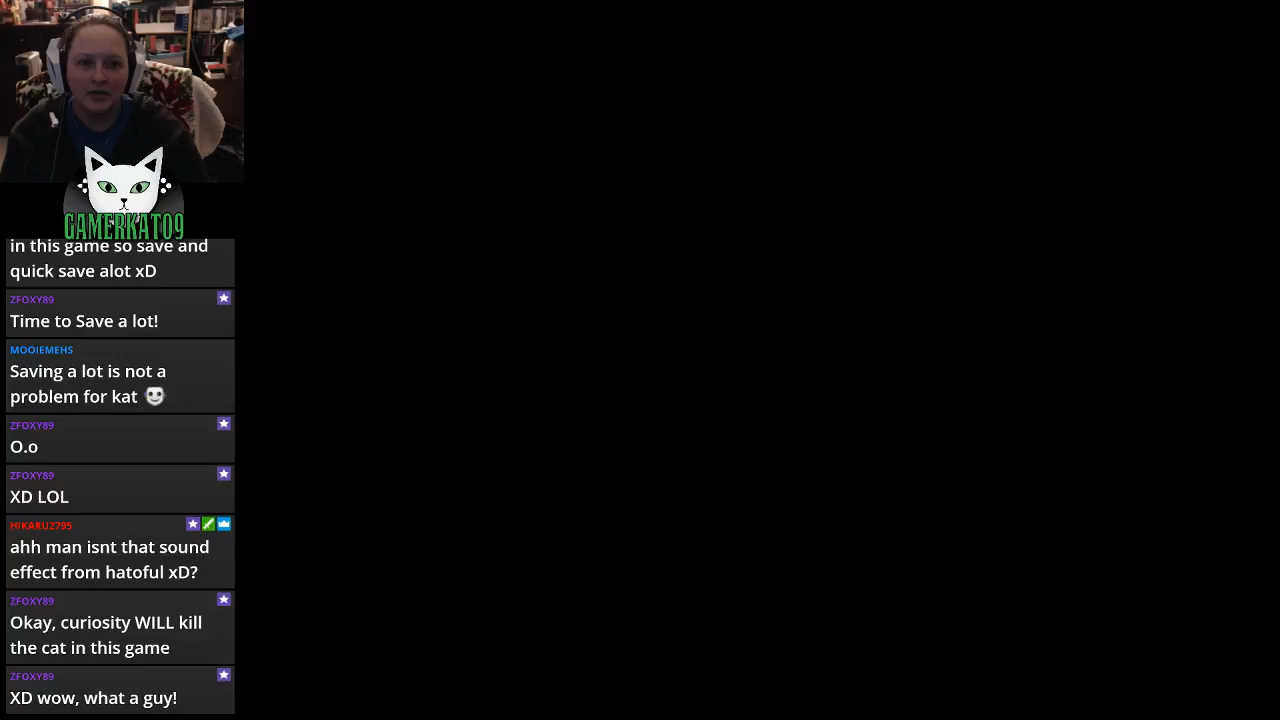 GAMERKAT09
in this game so save and
quick save alot xD
ZFOXY89
Time to Save a lot!
MOOIEMEHS
Saving a lot is not a
problem for kat
ZFOXY89
O.o
ZFOXY89
XD LOL
HIKARU2795
ahh man isnt that sound
effect from hatoful xD?
ZFOXY89
Okay, curiosity WILL kill
the cat in this game
ZFOXY89
XD wow, what a guy!